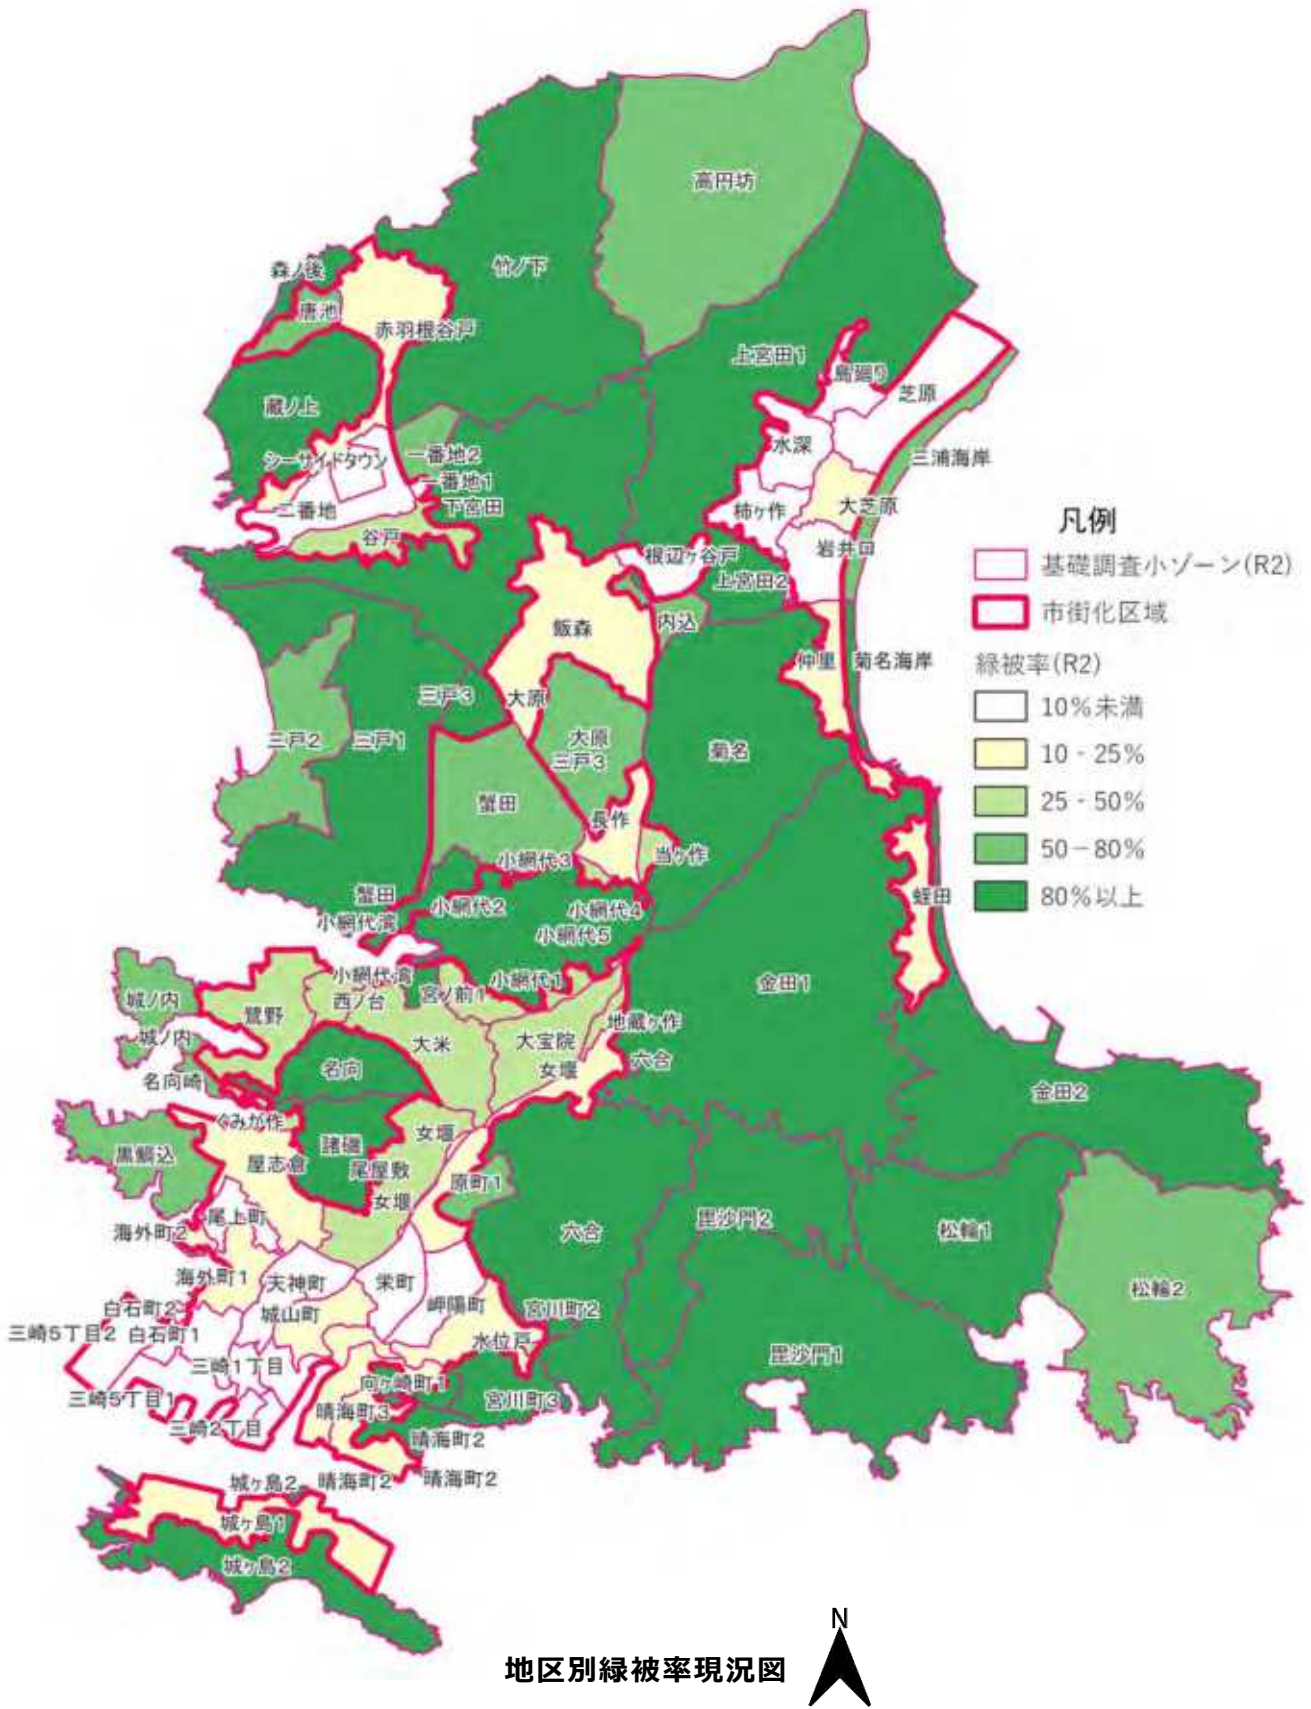 高円坊
竹ノ下
森ノ後
唐池
赤羽根谷戸
上宮田1
鳥廻り
芝原
蔵ノ上
水深
シーサイドタウン
一番地2
三浦海岸
一番地1
二番地
下宮田
柿ヶ作
大芝原
谷戸
岩井口
根辺ヶ谷戸
上宮田2
飯森
内込
仲里
菊名海岸
三戸3
大原
三戸2
三戸1
大原
三戸3
菊名
蟹田
長作
小網代3
当ヶ作
蟹田
小網代2
小網代4
蛭田
小網代湾
小網代5
小網代湾
小網代1
金田1
城ノ内
西ノ台
宮ノ前1
鷺野
地蔵ヶ作
城ノ内
大米
大宝院
名向
女堰
六合
名向崎
金田2
ぐみが作
諸磯
女堰
黒鯛込
屋志倉
尾屋敷
原町1
女堰
尾上町
六合
毘沙門2
松輪1
海外町2
海外町1
天神町
栄町
松輪2
白石町2
城山町
岬陽町
宮川町2
三崎5丁目2
白石町1
水位戸
毘沙門1
三崎1丁目
向ヶ崎町1
三崎5丁目1
宮川町3
晴海町3
三崎2丁目
晴海町2
城ヶ島2
晴海町2
晴海町2
城ヶ島1
城ヶ島2
凡例
基礎調査小ゾーン(R2)
市街化区域
緑被率(R2)
10%未満
10 - 25%
25 - 50%
50－80%
80%以上
N
地区別緑被率現況図